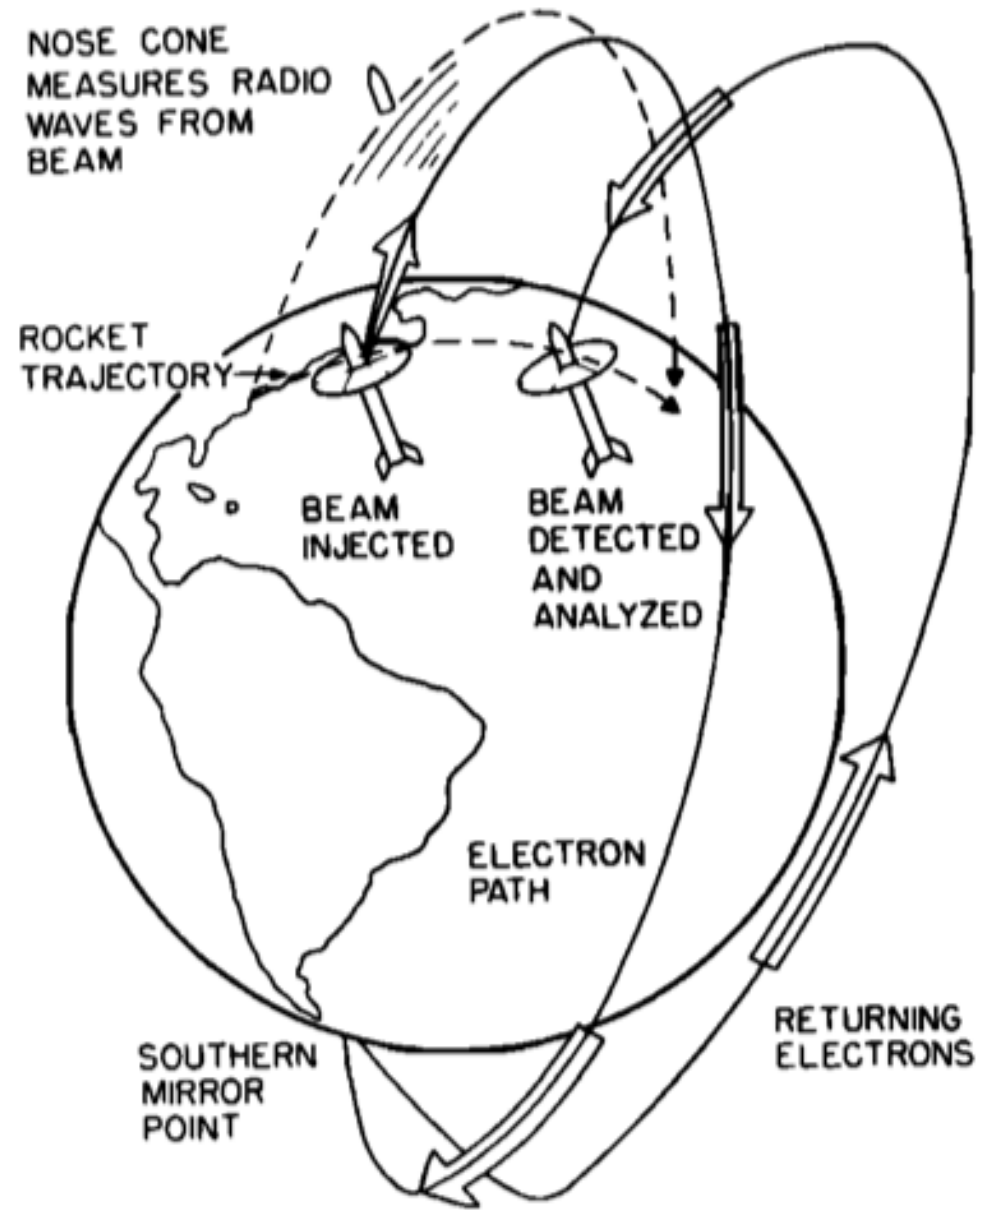 NOSE CONE
MEASURES RADIO
WAVES FROM
BEAM
ROCKET
TRAJECTORY
BEAM
INJECTED
BEAM
DETECTED
AND
ANALYZED
ELECTRON
PATH
RETURNING
ELECTRONS
SOUTHERN
MIRROR
POINT